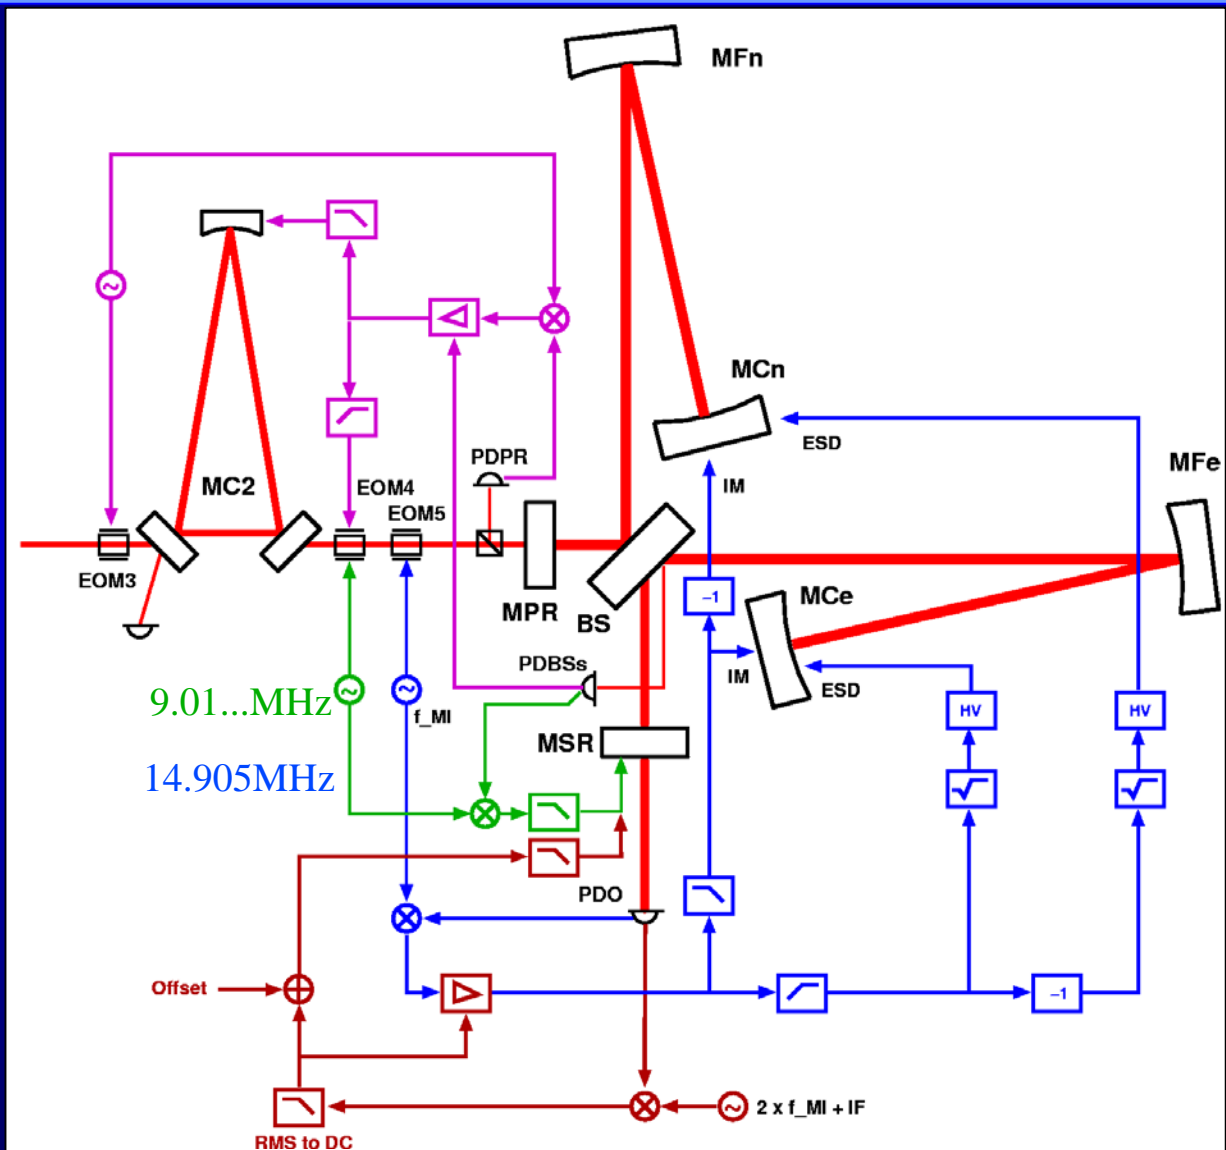 MFn
MCn
ESD
MFe
PDPR
IM
MC2
EOM4
EOM5
EOM3
MPR
BS
-1
MCe
PDBSs
IM
ESD
9.01...MHz
f_MI
HV
HV
MSR
14.905MHz
√
√
PDO
Offset
-1
2 x f_MI + IF
RMS to DC